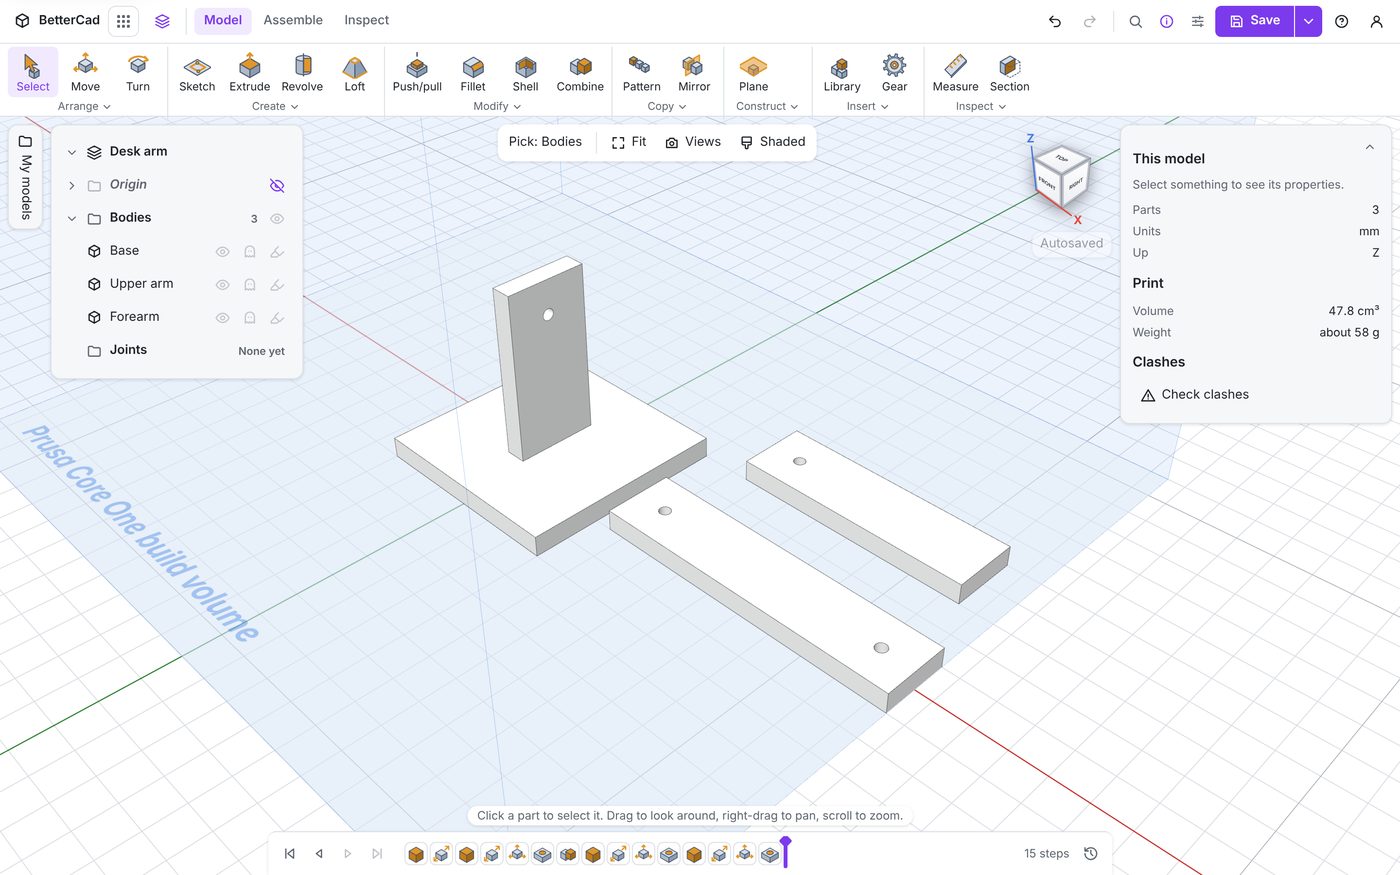 BetterCad
Model
Assemble
Inspect
Save
Select
Move
Turn
Sketch
Extrude
Revolve
Loft
Push/pull
Fillet
Shell
Combine
Pattern
Mirror
Plane
Library
Gear
Measure
Section
Arrange
Create
Modify
Copy
Construct
Insert
Inspect
My models
Desk arm
Origin
Bodies 3
Base
Upper arm
Forearm
Joints None yet
Pick: Bodies
Fit
Views
Shaded
Z
TOP
FRONT
RIGHT
X
Autosaved
This model
Select something to see its properties.
Parts 3
Units mm
Up Z
Print
Volume 47.8 cm³
Weight about 58 g
Clashes
Check clashes
Prusa Core One build volume
Click a part to select it. Drag to look around, right-drag to pan, scroll to zoom.
15 steps